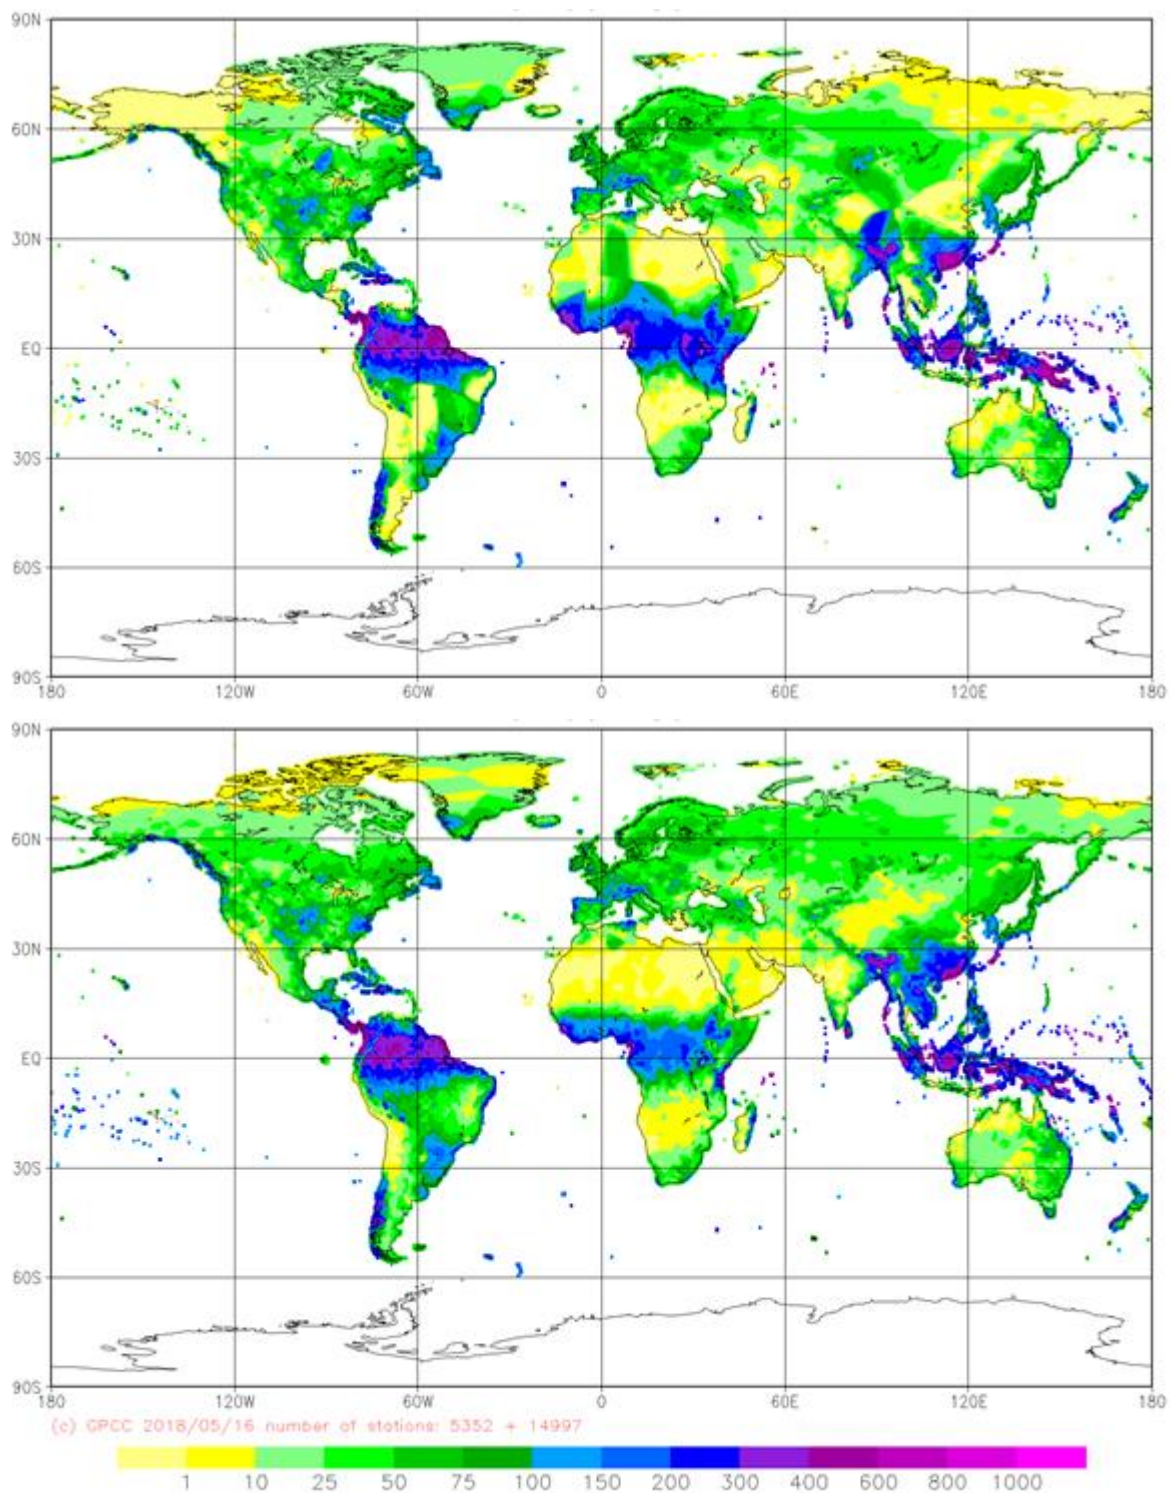 90N
60N
30N
EQ
30S
60S
90S
180 120W 60W 0 60E 120E 180
90N
60N
30N
EQ
30S
60S
90S
180 120W 60W 0 60E 120E 180
(c) GPCC 2018/05/16 number of stations: 5352 + 14997
1 10 25 50 75 100 150 200 300 400 600 800 1000